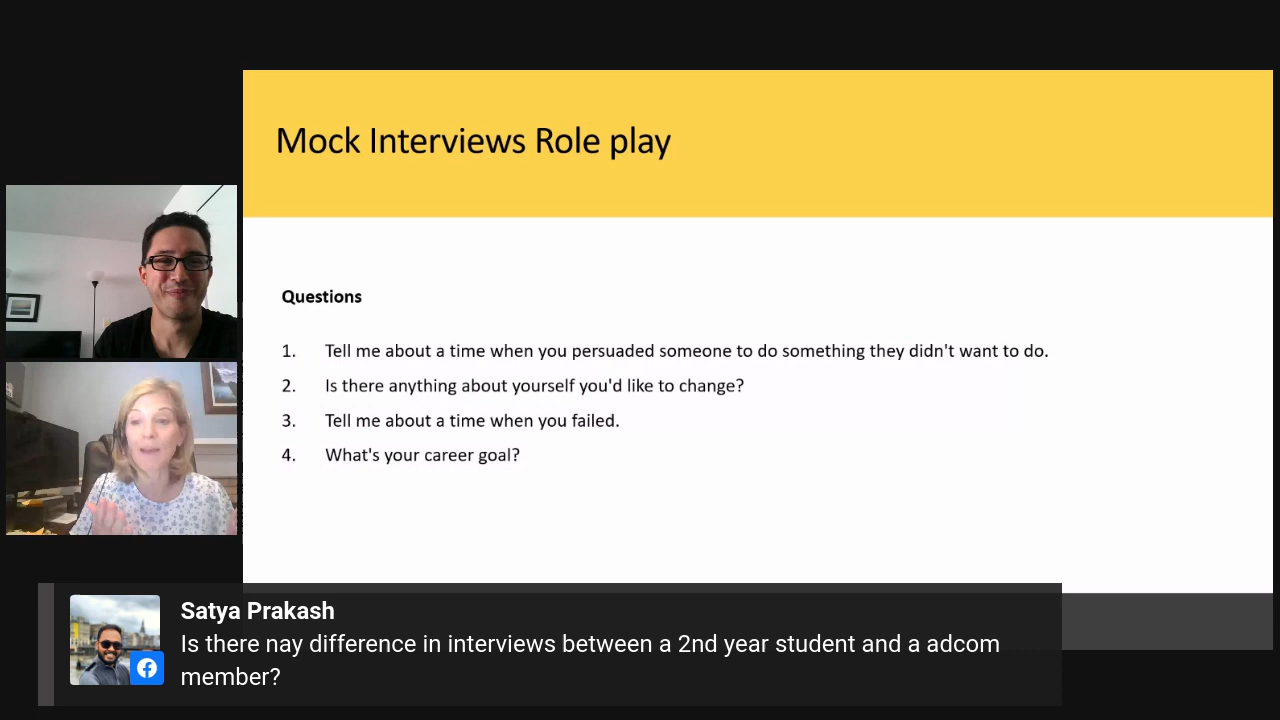 Mock Interviews Role play
Questions
1. Tell me about a time when you persuaded someone to do something they didn't want to do.
2. Is there anything about yourself you'd like to change?
3. Tell me about a time when you failed.
4. What's your career goal?
Satya Prakash
Is there nay difference in interviews between a 2nd year student and a adcom
member?